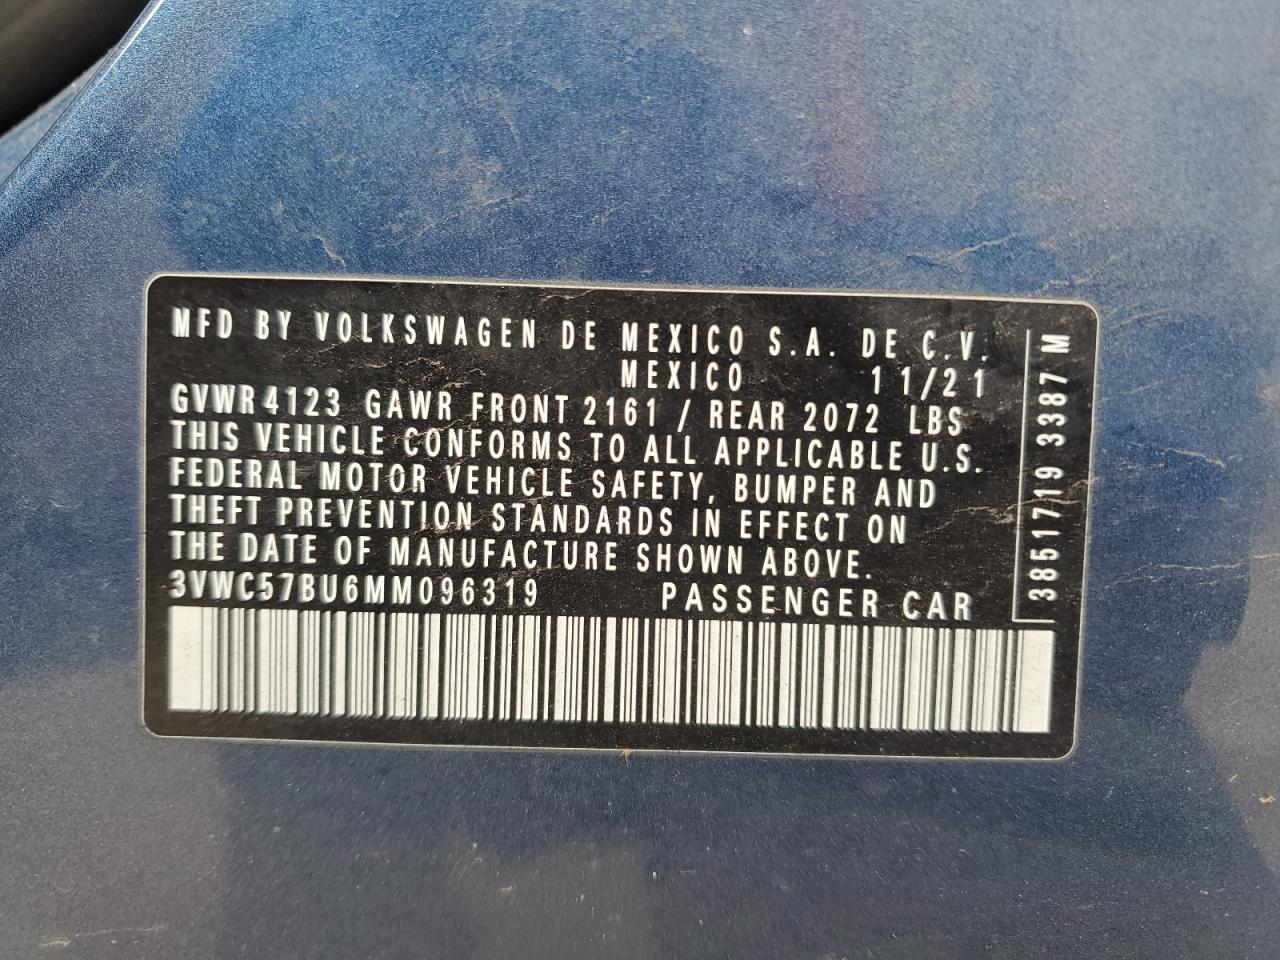 MFD BY VOLKSWAGEN DE MEXICO S.A. DE C.V.
MEXICO 11/21
GVWR 4123 GAWR FRONT 2161 / REAR 2072 LBS
THIS VEHICLE CONFORMS TO ALL APPLICABLE U.S.
FEDERAL MOTOR VEHICLE SAFETY, BUMPER AND
THEFT PREVENTION STANDARDS IN EFFECT ON
THE DATE OF MANUFACTURE SHOWN ABOVE.
3VWC57BU6MM096319 PASSENGER CAR
3851719 3387 M